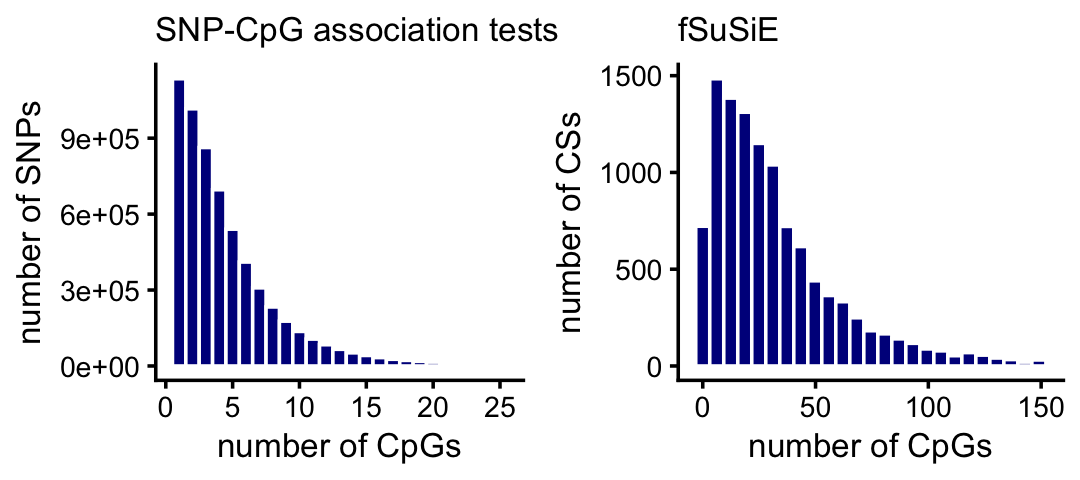 SNP-CpG association tests
number of SNPs
9e+05
6e+05
3e+05
0e+00
0 5 10 15 20 25
number of CpGs
fSuSiE
number of CSs
1500
1000
500
0
0 50 100 150
number of CpGs